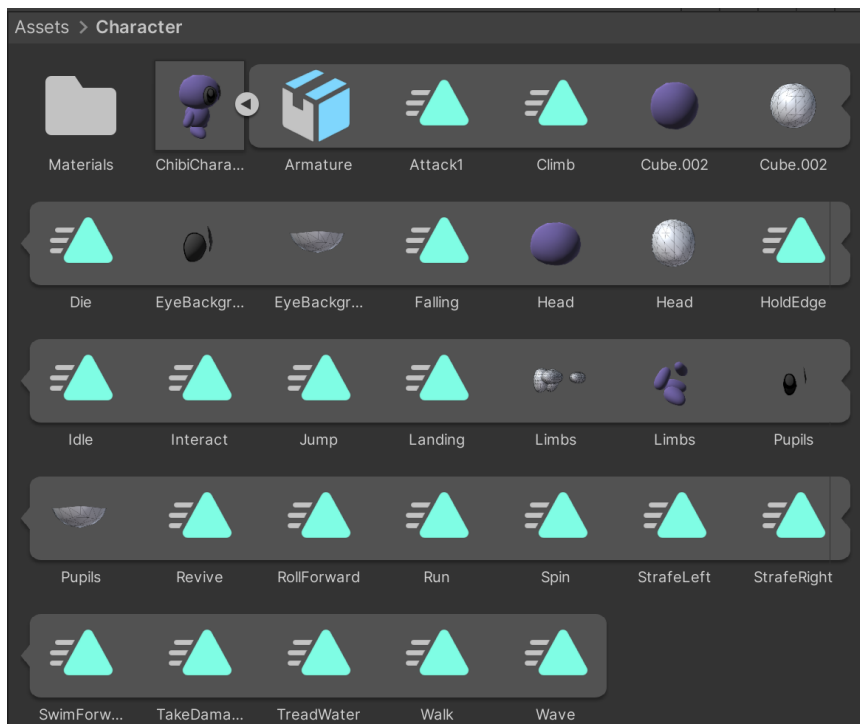 Assets > Character
Materials ChibiChara... Armature Attack1 Climb Cube.002 Cube.002
Die EyeBackgr... EyeBackgr... Falling Head Head HoldEdge
Idle Interact Jump Landing Limbs Limbs Pupils
Pupils Revive RollForward Run Spin StrafeLeft StrafeRight
SwimForw... TakeDama... TreadWater Walk Wave